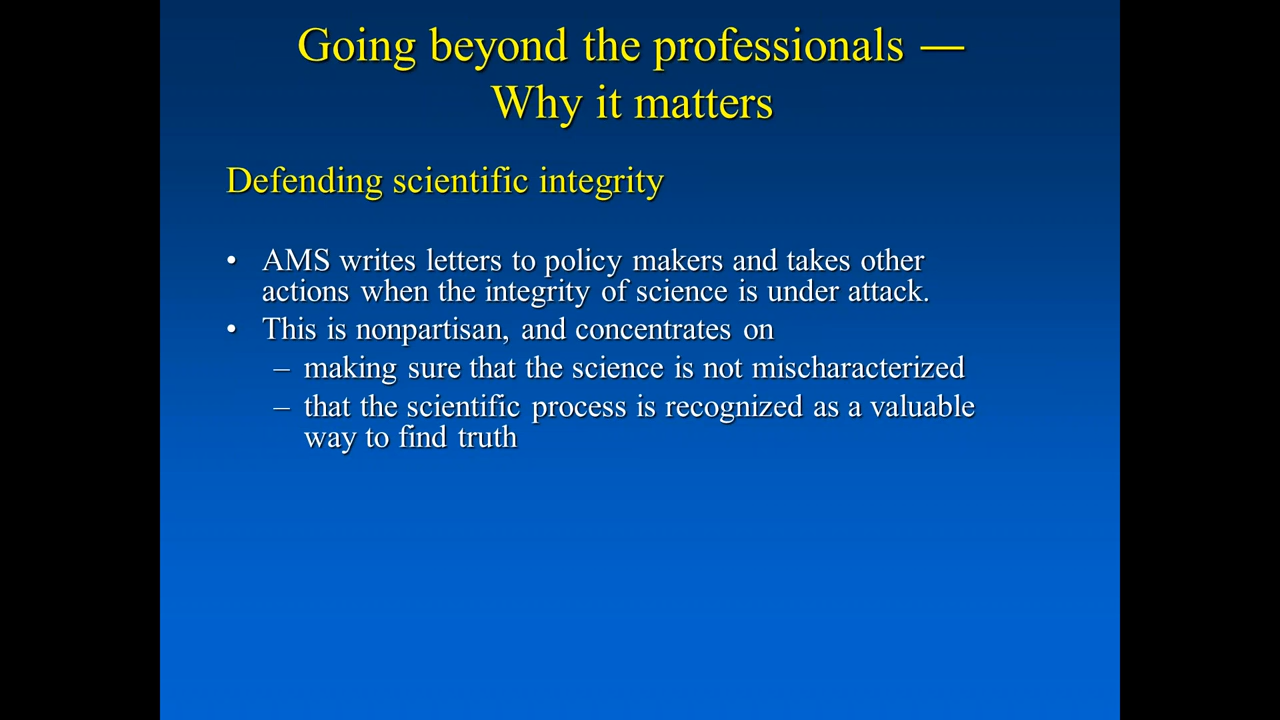 Going beyond the professionals —
Why it matters
Defending scientific integrity
• AMS writes letters to policy makers and takes other
actions when the integrity of science is under attack.
• This is nonpartisan, and concentrates on
– making sure that the science is not mischaracterized
– that the scientific process is recognized as a valuable
way to find truth